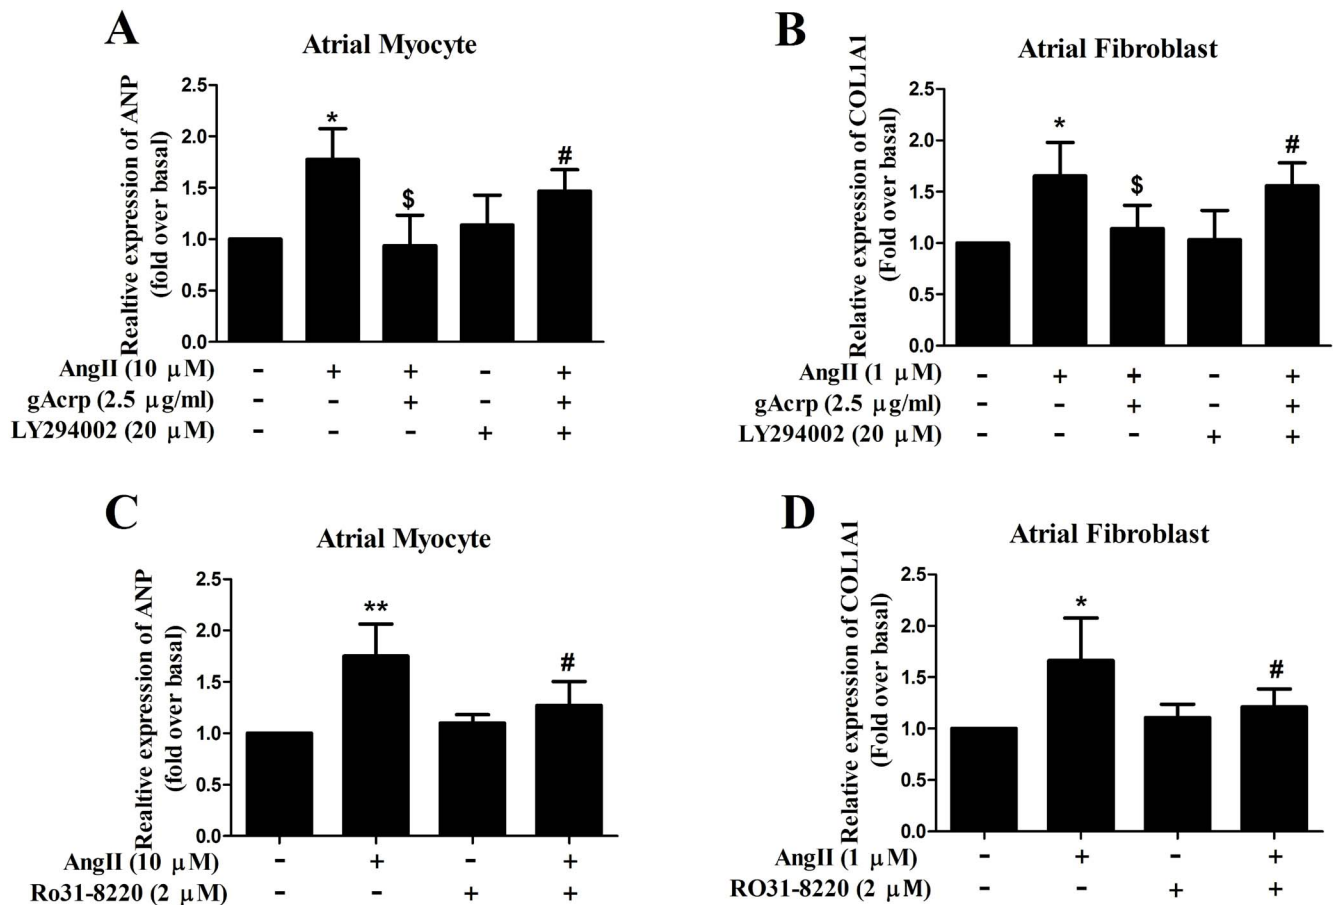 A
Atrial Myocyte
Realtive expression of ANP
(fold over basal)
2.5
2.0
1.5
1.0
0.5
0.0
*
$
#
AngII (10 μM) - + + - +
gAcrp (2.5 μg/ml) - - + - +
LY294002 (20 μM) - - - + +
B
Atrial Fibroblast
Relative expression of COL1A1
(Fold over basal)
2.5
2.0
1.5
1.0
0.5
0.0
*
$
#
AngII (1 μM) - + + - +
gAcrp (2.5 μg/ml) - - + - +
LY294002 (20 μM) - - - + +
C
Atrial Myocyte
Realtive expression of ANP
(fold over basal)
2.5
2.0
1.5
1.0
0.5
0.0
**
#
AngII (10 μM) - + - +
Ro31-8220 (2 μM) - - + +
D
Atrial Fibroblast
Relative expression of COL1A1
(Fold over basal)
2.5
2.0
1.5
1.0
0.5
0.0
*
#
AngII (1 μM) - + - +
RO31-8220 (2 μM) - - + +